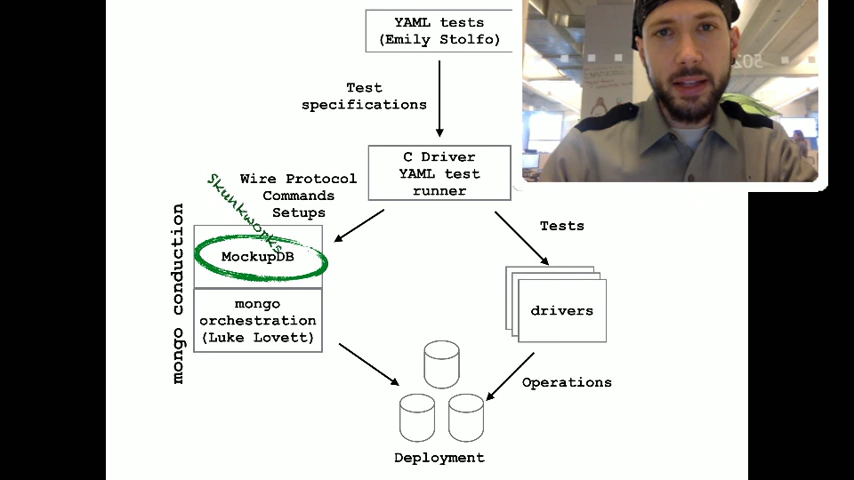 YAML tests
(Emily Stolfo)
Test
specifications
C Driver
YAML test
runner
Wire Protocol
Commands
Setups
Skunkworks
Tests
mongo conduction
MockupDB
mongo
orchestration
(Luke Lovett)
drivers
Operations
Deployment